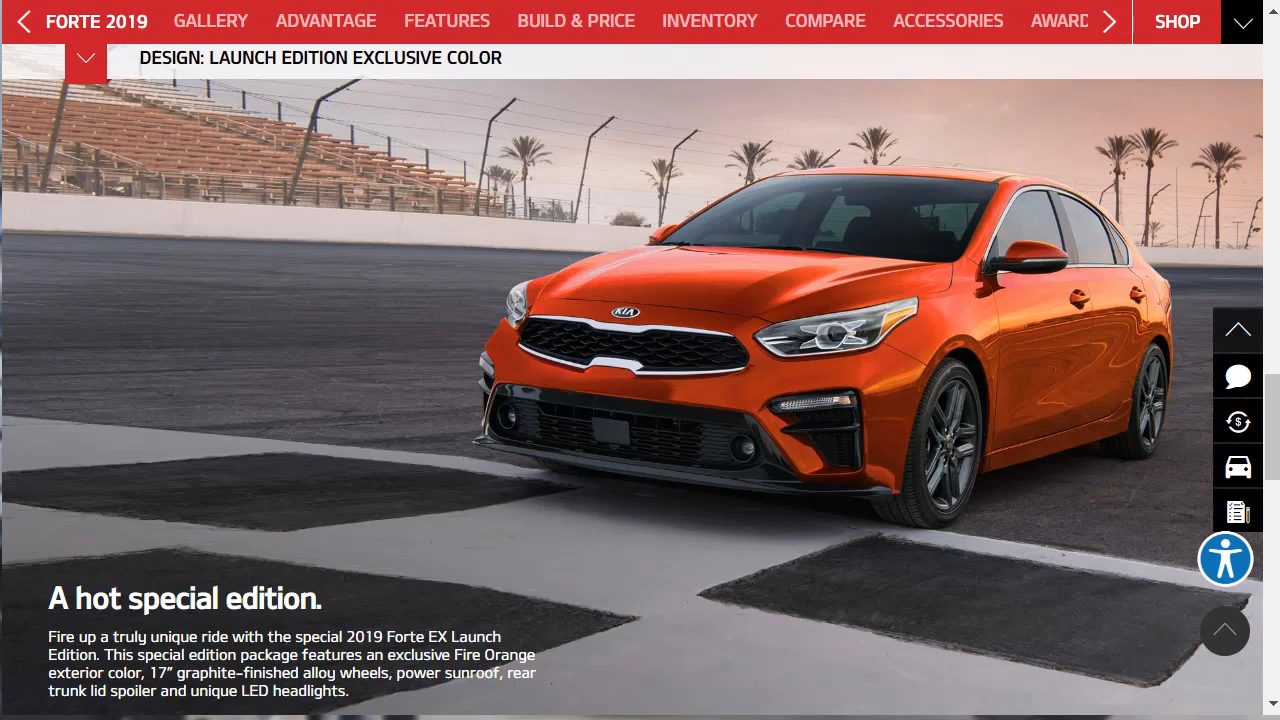 FORTE 2019 GALLERY ADVANTAGE FEATURES BUILD & PRICE INVENTORY COMPARE ACCESSORIES AWARD SHOP
DESIGN: LAUNCH EDITION EXCLUSIVE COLOR
KIA
$
A hot special edition.
Fire up a truly unique ride with the special 2019 Forte EX Launch
Edition. This special edition package features an exclusive Fire Orange
exterior color, 17” graphite-finished alloy wheels, power sunroof, rear
trunk lid spoiler and unique LED headlights.